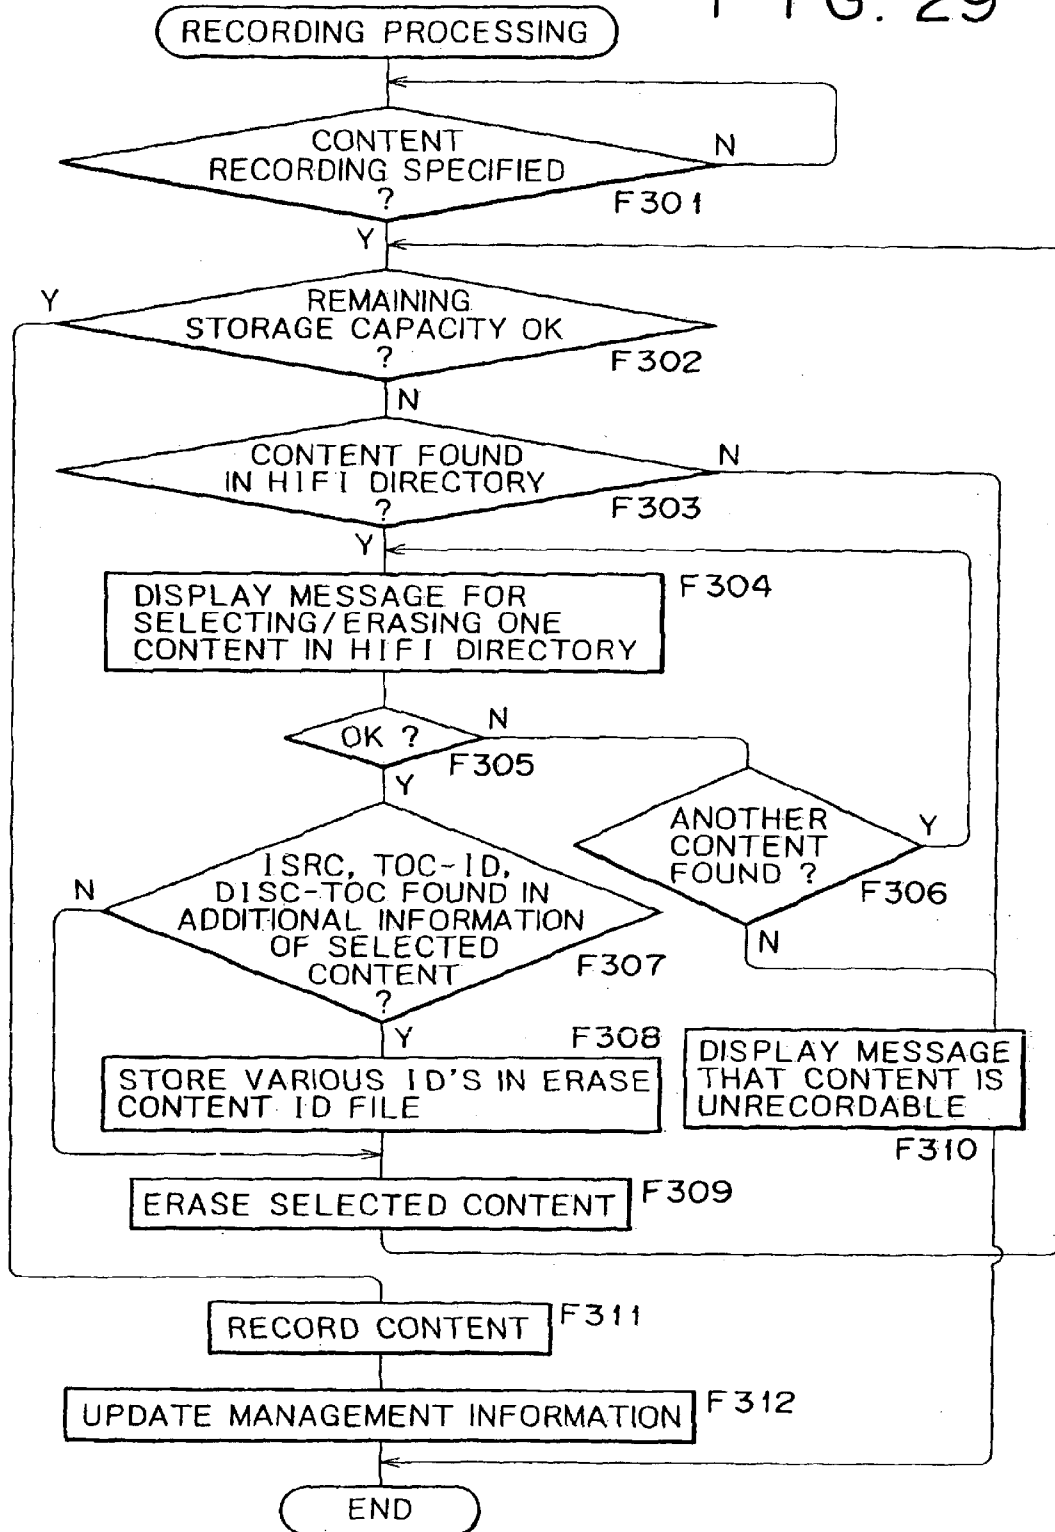 FIG. 29
RECORDING PROCESSING
CONTENT
RECORDING SPECIFIED
?
N
F301
Y
Y
REMAINING
STORAGE CAPACITY OK
?
F302
N
CONTENT FOUND
IN HIFI DIRECTORY
?
N
F303
Y
F304
DISPLAY MESSAGE FOR
SELECTING/ERASING ONE
CONTENT IN HIFI DIRECTORY
OK ?
N
F305
Y
ANOTHER
CONTENT
FOUND ?
Y
F306
N
N
ISRC, TOC-ID,
DISC-TOC FOUND IN
ADDITIONAL INFORMATION
OF SELECTED
CONTENT
?
F307
Y
F308
STORE VARIOUS ID'S IN ERASE
CONTENT ID FILE
DISPLAY MESSAGE
THAT CONTENT IS
UNRECORDABLE
F310
ERASE SELECTED CONTENT
F309
RECORD CONTENT
F311
UPDATE MANAGEMENT INFORMATION
F312
END